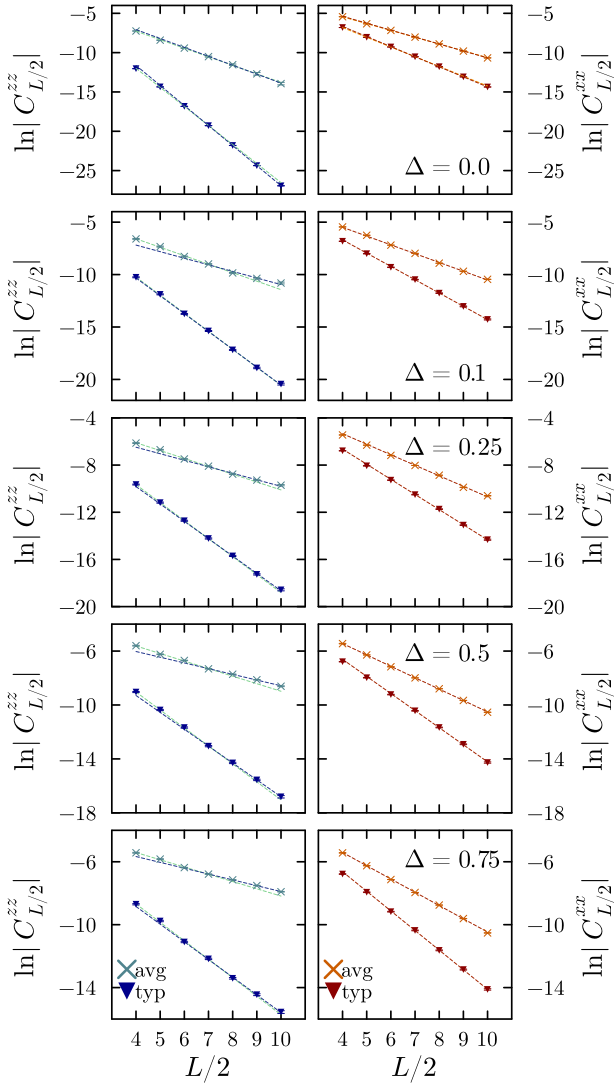 ln| C^{zz}_{L/2}|
−5
−10
−15
−20
−25
Δ = 0.0
−5
−10
−15
−20
−25
ln| C^{xx}_{L/2}|
ln| C^{zz}_{L/2}|
−5
−10
−15
−20
Δ = 0.1
−5
−10
−15
−20
ln| C^{xx}_{L/2}|
ln| C^{zz}_{L/2}|
−4
−8
−12
−16
−20
Δ = 0.25
−4
−8
−12
−16
−20
ln| C^{xx}_{L/2}|
ln| C^{zz}_{L/2}|
−6
−10
−14
−18
Δ = 0.5
−6
−10
−14
−18
ln| C^{xx}_{L/2}|
ln| C^{zz}_{L/2}|
−6
−10
−14
avg
typ
Δ = 0.75
avg
typ
−6
−10
−14
ln| C^{xx}_{L/2}|
4 5 6 7 8 9 10
4 5 6 7 8 9 10
L/2
L/2